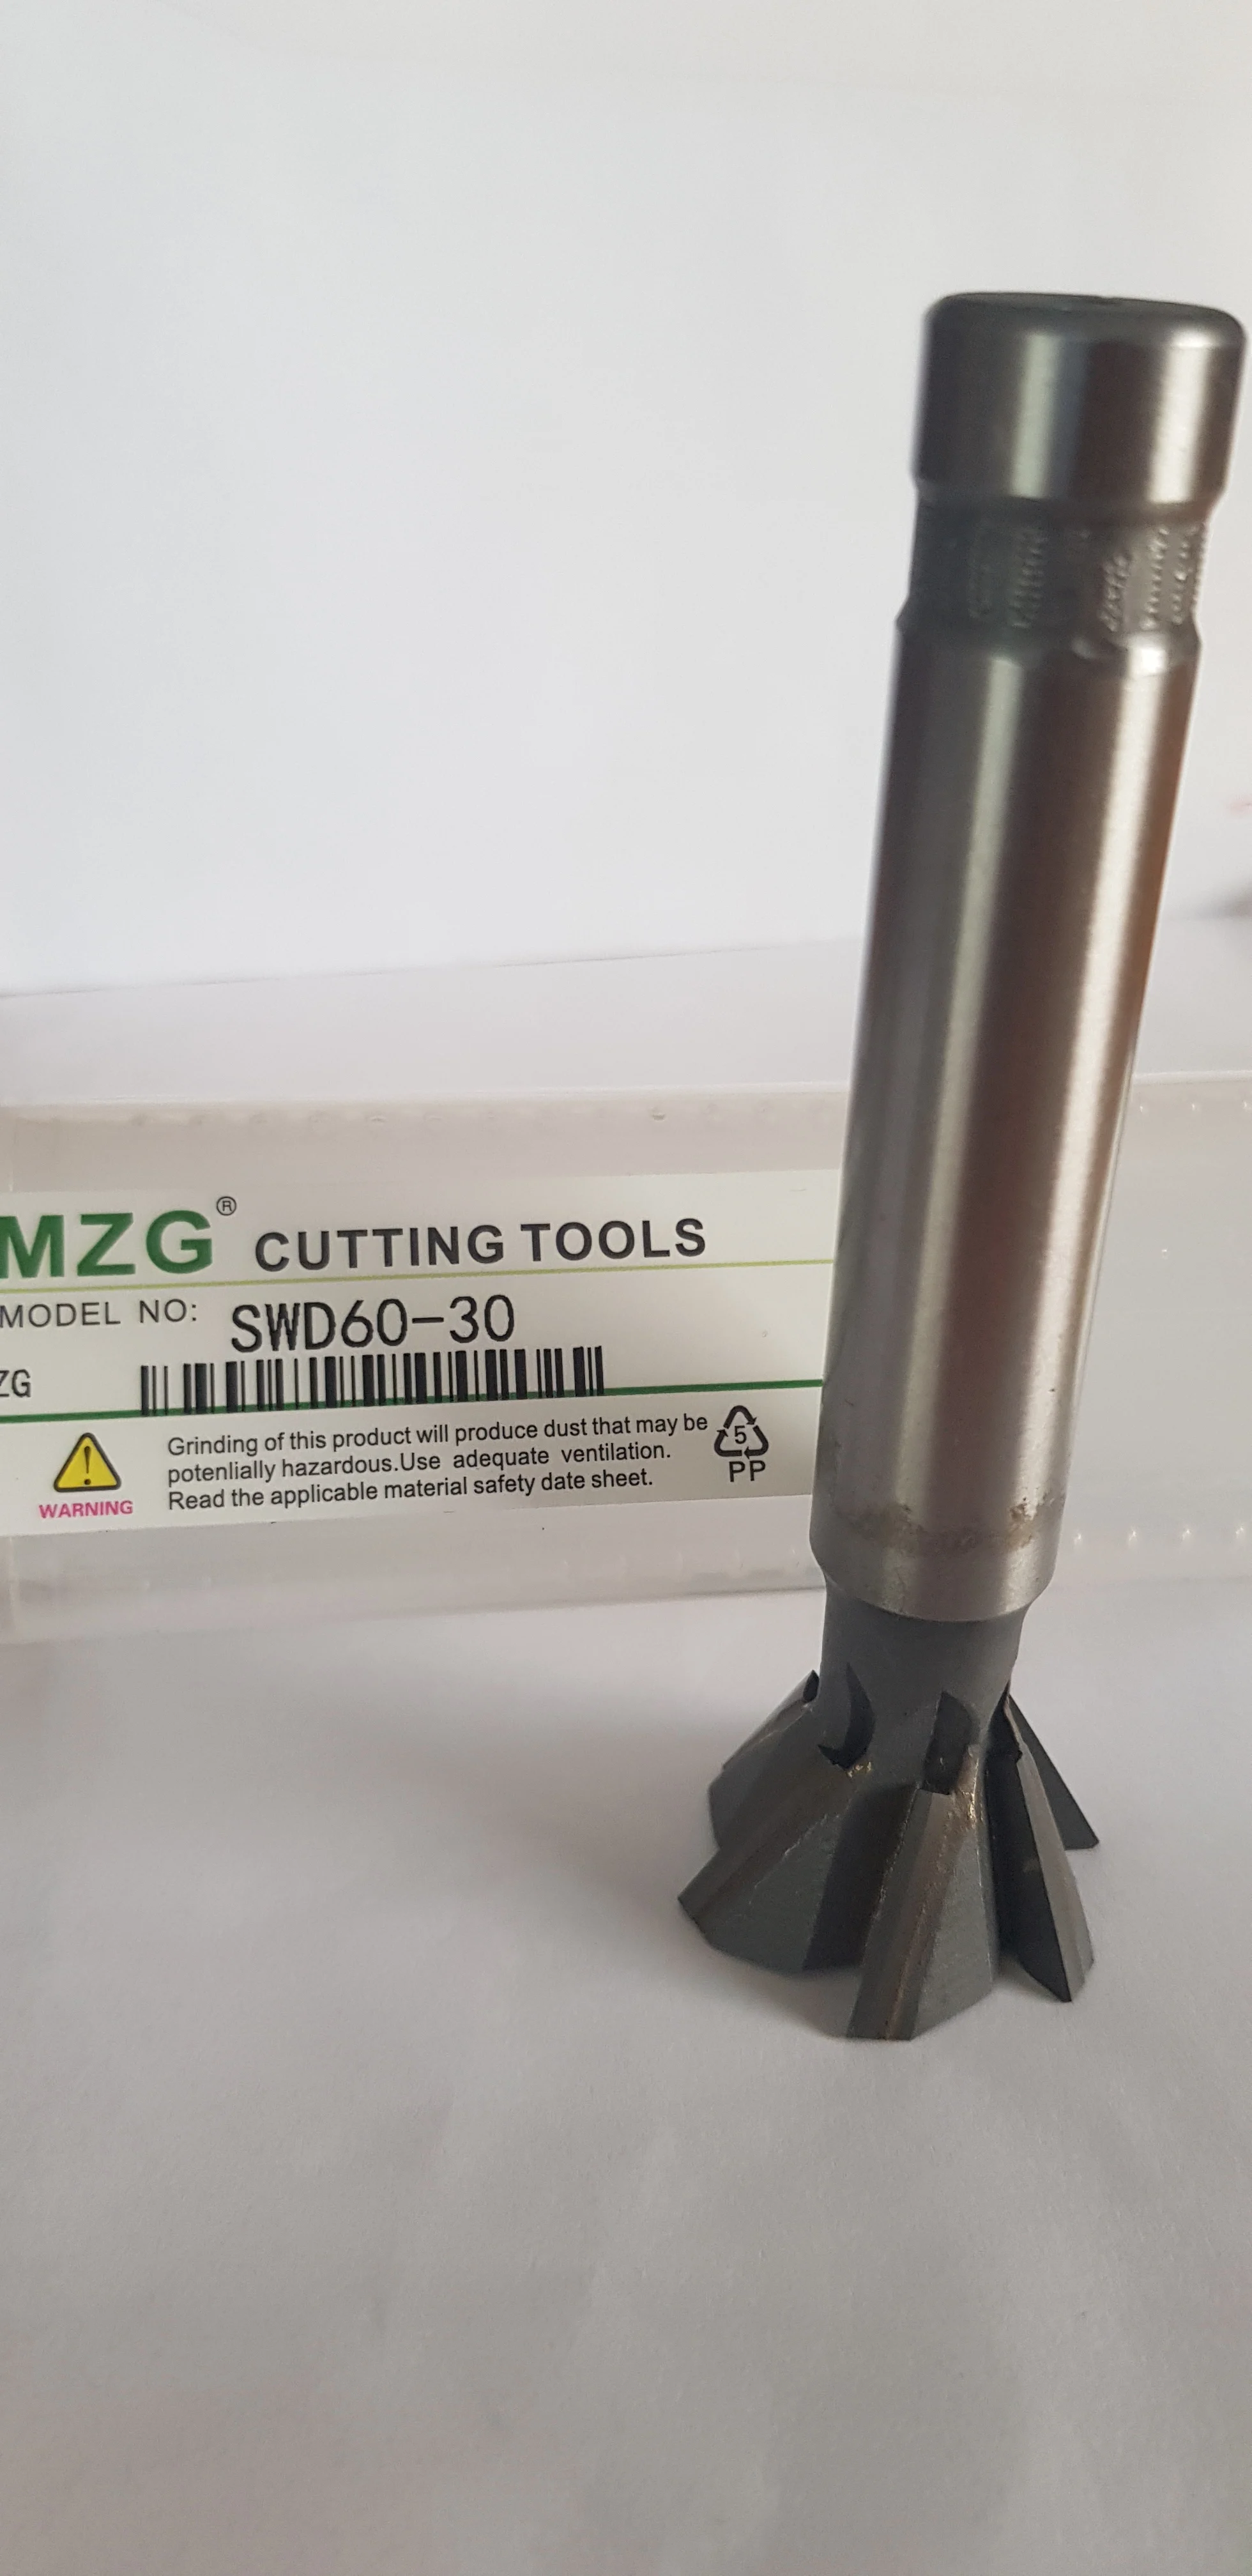 MZG® CUTTING TOOLS
MODEL NO: SWD60-30
ZG
WARNING
Grinding of this product will produce dust that may be
potenlially hazardous.Use adequate ventilation.
Read the applicable material safety date sheet.
5
PP